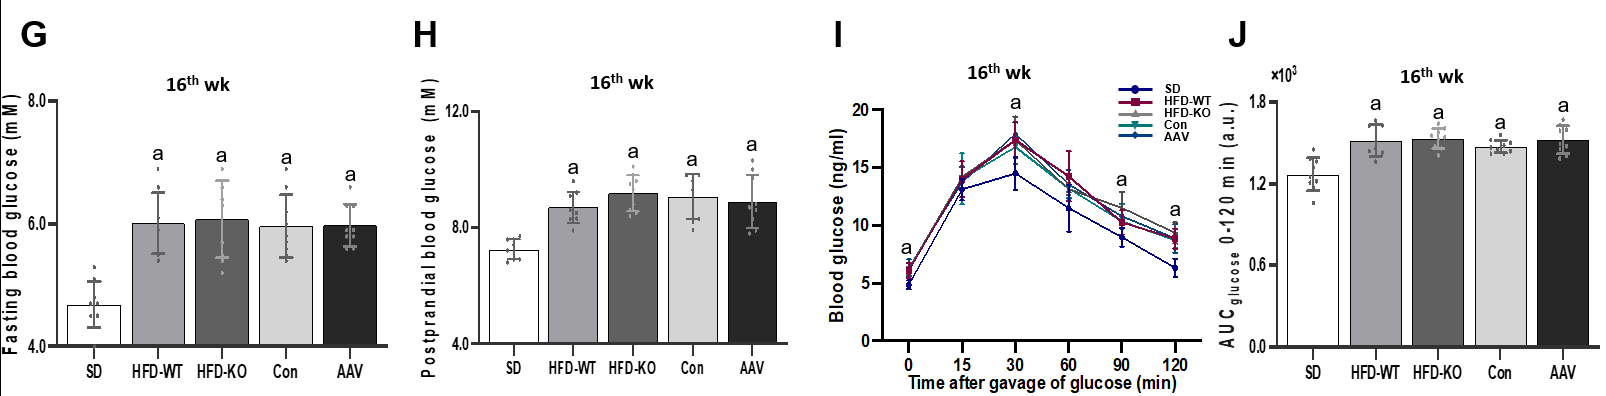 G
16th wk
Fasting blood glucose (mM)
8.0
6.0
4.0
a
a
a
a
SD
HFD-WT
HFD-KO
Con
AAV
H
16th wk
Postprandial blood glucose (mM)
12.0
8.0
4.0
a
a
a
a
SD
HFD-WT
HFD-KO
Con
AAV
I
16th wk
Blood glucose (ng/ml)
20
15
10
5
0
SD
HFD-WT
HFD-KO
Con
AAV
a
a
a
a
0
15
30
60
90
120
Time after gavage of glucose (min)
J
×10³
16th wk
AUCglucose 0-120 min (a.u.)
1.8
1.2
0.6
0.0
a
a
a
a
SD
HFD-WT
HFD-KO
Con
AAV